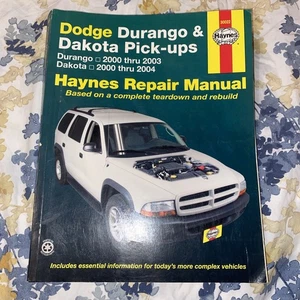 Dodge Durango &
Dakota Pick-ups
Durango □ 2000 thru 2003
Dakota □ 2000 thru 2004
Haynes Repair Manual
Based on a complete teardown and rebuild
Haynes
Haynes
Includes essential information for today's more complex vehicles